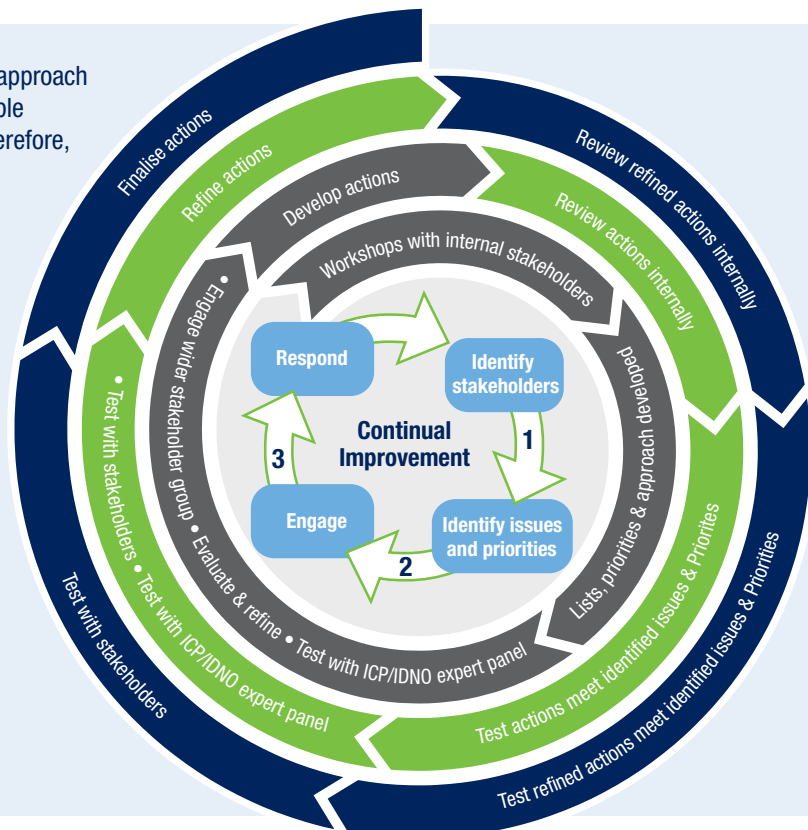 approach
ble
erefore,
Finalise actions
Refine actions
Develop actions
Workshops with internal stakeholders
Review refined actions internally
Review actions internally
Lists, priorities & approach developed
Test actions meet identified issues & Priorites
Test refined actions meet identified issues & Priorities
• Engage wider stakeholder group • Evaluate & refine • Test with ICP/IDNO expert panel
• Test with stakeholders • Test with ICP/IDNO expert panel
Test with stakeholders
Respond
Identify
stakeholders
1
Continual
Improvement
3
Engage
2
Identify issues
and priorities